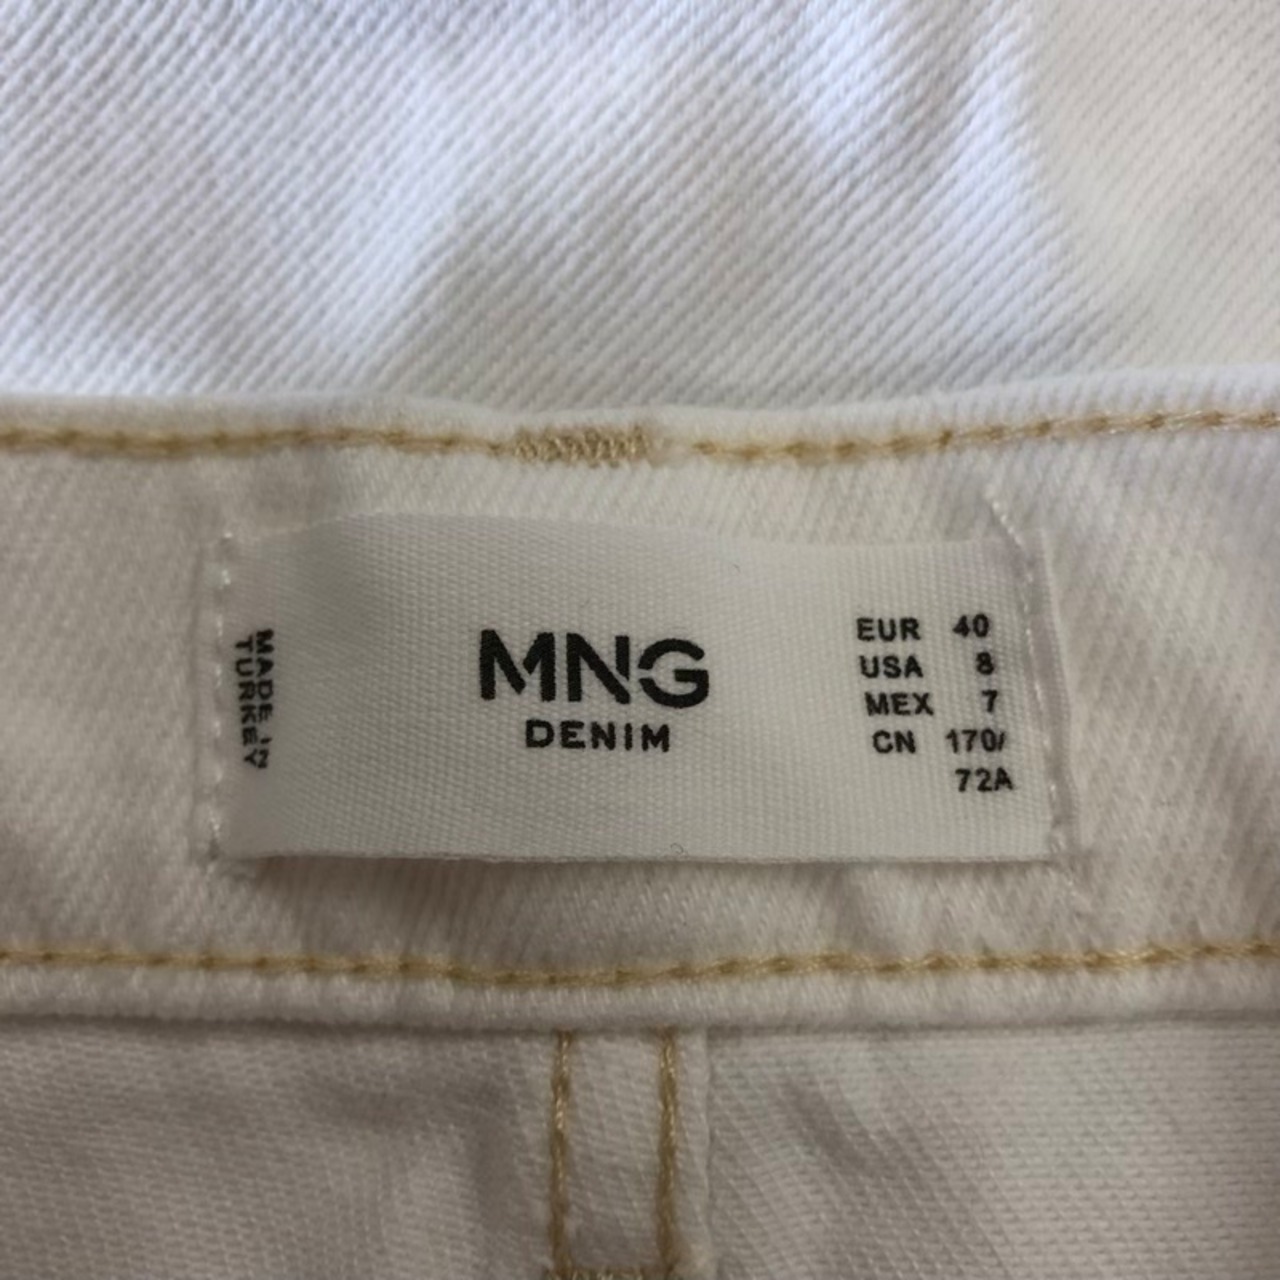 MADE IN
TURKEY
MNG
DENIM
EUR 40
USA 8
MEX 7
CN 170/
72A